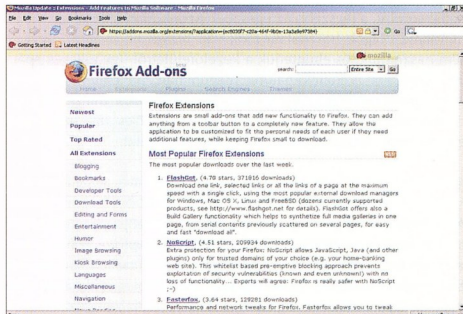 Mozilla Update :: Extensions - Add Features to Mozilla Software - Mozilla Firefox
File Edit View Go Bookmarks Tools Help
Go
Getting Started Latest Headlines
mozilla
Firefox Add-ons
beta
search: Entire Site Go
Home Extensions Plugins Search Engines Themes
Newest
Popular
Top Rated
All Extensions
Blogging
Bookmarks
Developer Tools
Download Tools
Editing and Forms
Entertainment
Humor
Image Browsing
Kiosk Browsing
Languages
Miscellaneous
Navigation
News Reading
Firefox Extensions
Extensions are small add-ons that add new functionality to Firefox. They can add
anything from a toolbar button to a completely new feature. They allow the
application to be customized to fit the personal needs of each user if they need
additional features, while keeping Firefox small to download.
Most Popular Firefox Extensions
The most popular downloads over the last week.
1. FlashGot, (4.78 stars, 371016 downloads)
Download one link, selected links or all the links of a page at the maximum
speed with a single click, using the most popular external download managers
for Windows, Mac OS X, Linux and FreeBSD (dozens currently supported
products, see http://www.flashgot.net for details). FlashGot offers also a
Build Gallery functionality which helps to synthetize full media galleries in one
page, from serial contents previously scattered on several pages, for easy
and fast "download all".
2. NoScript, (4.51 stars, 209934 downloads)
Extra protection for your Firefox: NoScript allows JavaScript, Java (and other
plugins) only for trusted domains of your choice (e.g. your home-banking
web site). This whitelist based pre-emptive blocking approach prevents
exploitation of security vulnerabilities (known and even unknown!) with no
loss of functionality... Experts will agree: Firefox is really safer with NoScript
;-)
3. Fasterfox, (3.64 stars, 128281 downloads)
Performance and network tweaks for Firefox. Fasterfox allows you to tweak